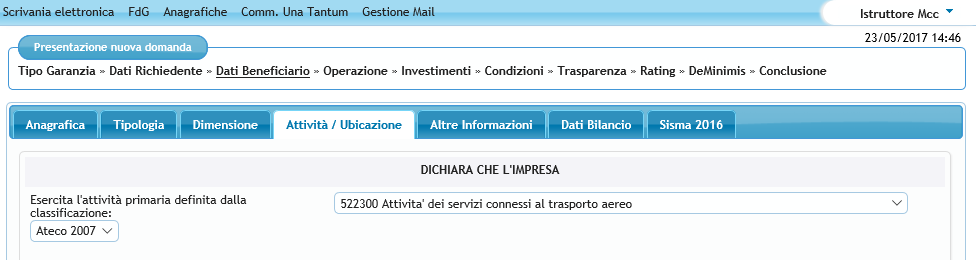 Scrivania elettronica FdG Anagrafiche Comm. Una Tantum Gestione Mail Istruttore Mcc
23/05/2017 14:46
Presentazione nuova domanda
Tipo Garanzia » Dati Richiedente » Dati Beneficiario » Operazione » Investimenti » Condizioni » Trasparenza » Rating » DeMinimis » Conclusione
Anagrafica Tipologia Dimensione Attività / Ubicazione Altre Informazioni Dati Bilancio Sisma 2016
DICHIARA CHE L'IMPRESA
Esercita l'attività primaria definita dalla 522300 Attivita' dei servizi connessi al trasporto aereo
classificazione:
Ateco 2007